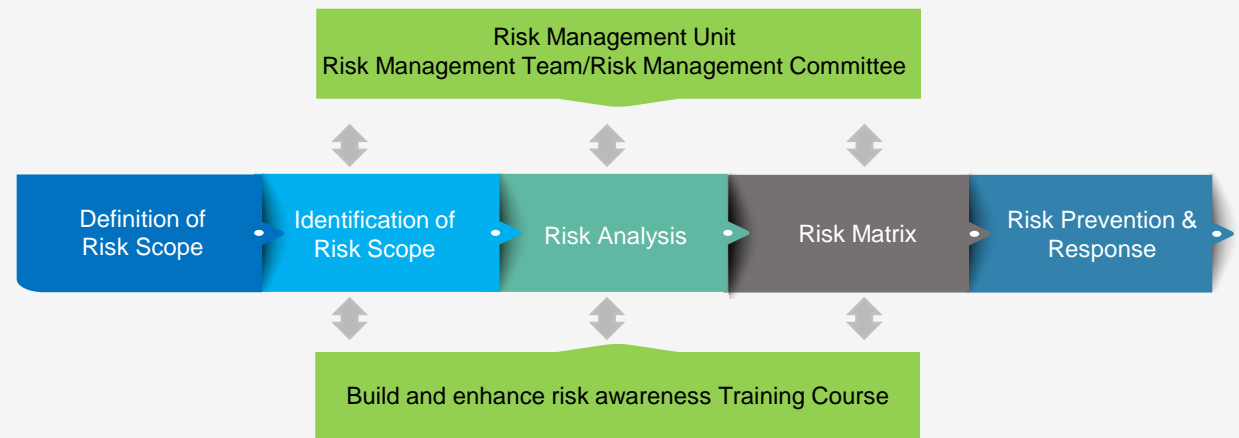 Risk Management Unit
Risk Management Team/Risk Management Committee
Definition of
Risk Scope
Identification of
Risk Scope
Risk Analysis
Risk Matrix
Risk Prevention &
Response
Build and enhance risk awareness Training Course